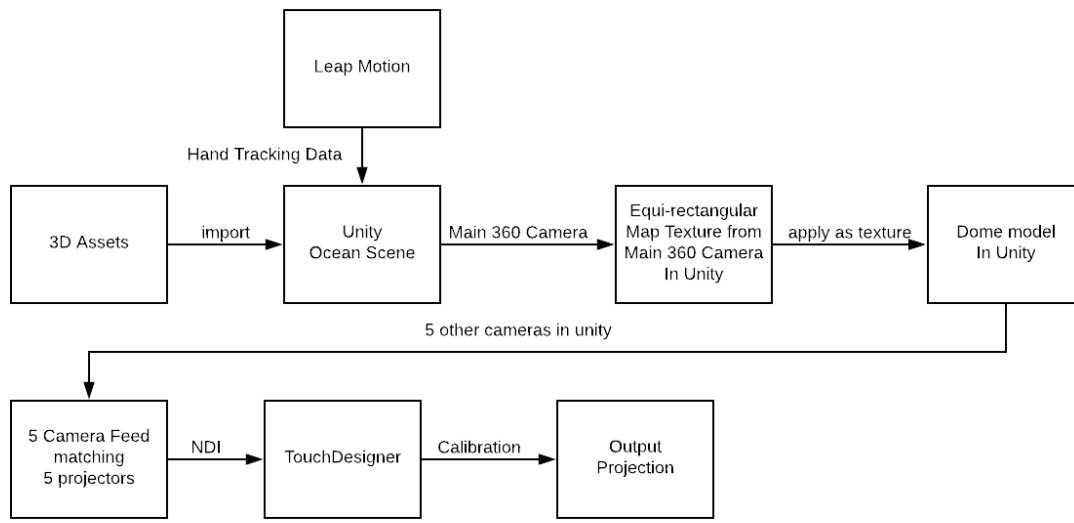 Leap Motion
Hand Tracking Data
3D Assets
import
Unity
Ocean Scene
Main 360 Camera
Equi-rectangular
Map Texture from
Main 360 Camera
In Unity
apply as texture
Dome model
In Unity
5 other cameras in unity
5 Camera Feed
matching
5 projectors
NDI
TouchDesigner
Calibration
Output
Projection